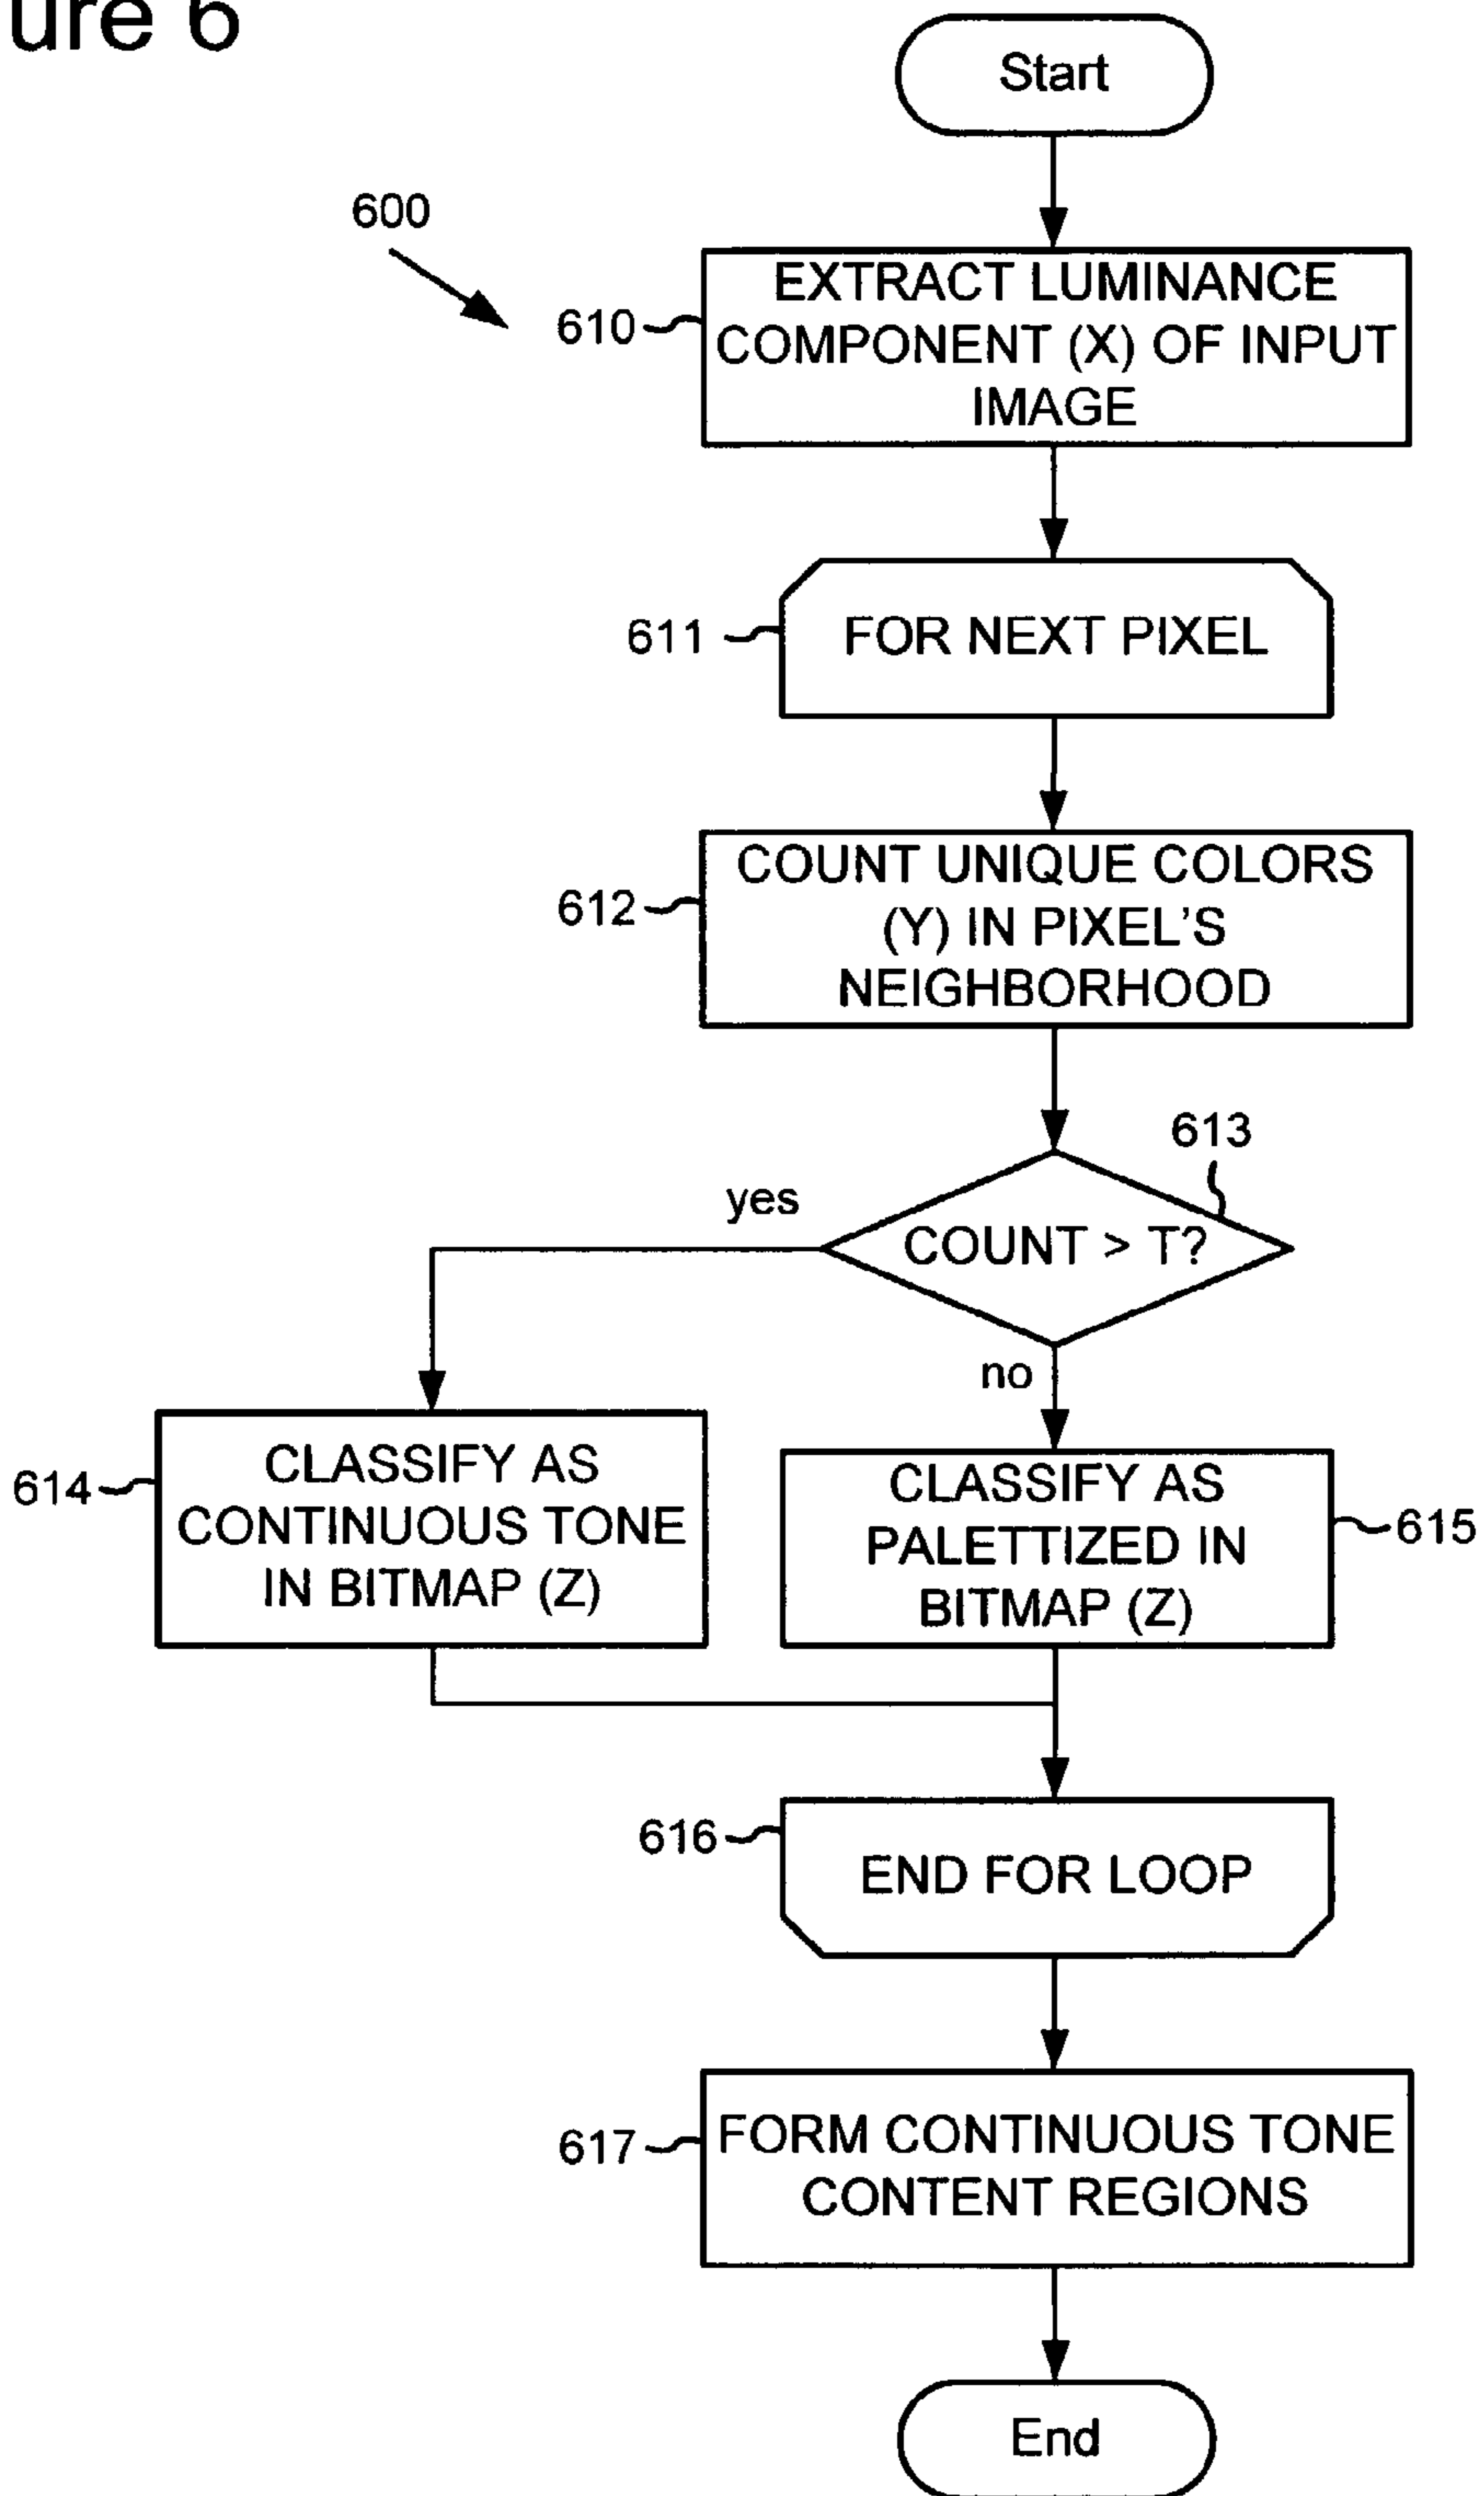 Start
600
610
EXTRACT LUMINANCE
COMPONENT (X) OF INPUT
IMAGE
611
FOR NEXT PIXEL
612
COUNT UNIQUE COLORS
(Y) IN PIXEL'S
NEIGHBORHOOD
613
yes
COUNT > T?
no
614
CLASSIFY AS
CONTINUOUS TONE
IN BITMAP (Z)
CLASSIFY AS
PALETTIZED IN
BITMAP (Z)
615
616
END FOR LOOP
617
FORM CONTINUOUS TONE
CONTENT REGIONS
End